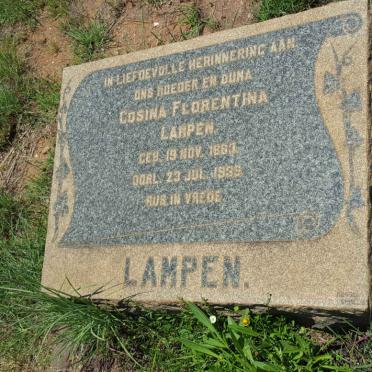 IN LIEFDEVOLLE HERINNERING AAN
ONS MOEDER EN OUMA
COSINA FLORENTINA
LAMPEN.
GEB. 19 NOV. 1863.
OORL. 23 JUL. 1939.
RUS IN VREDE.
LAMPEN.